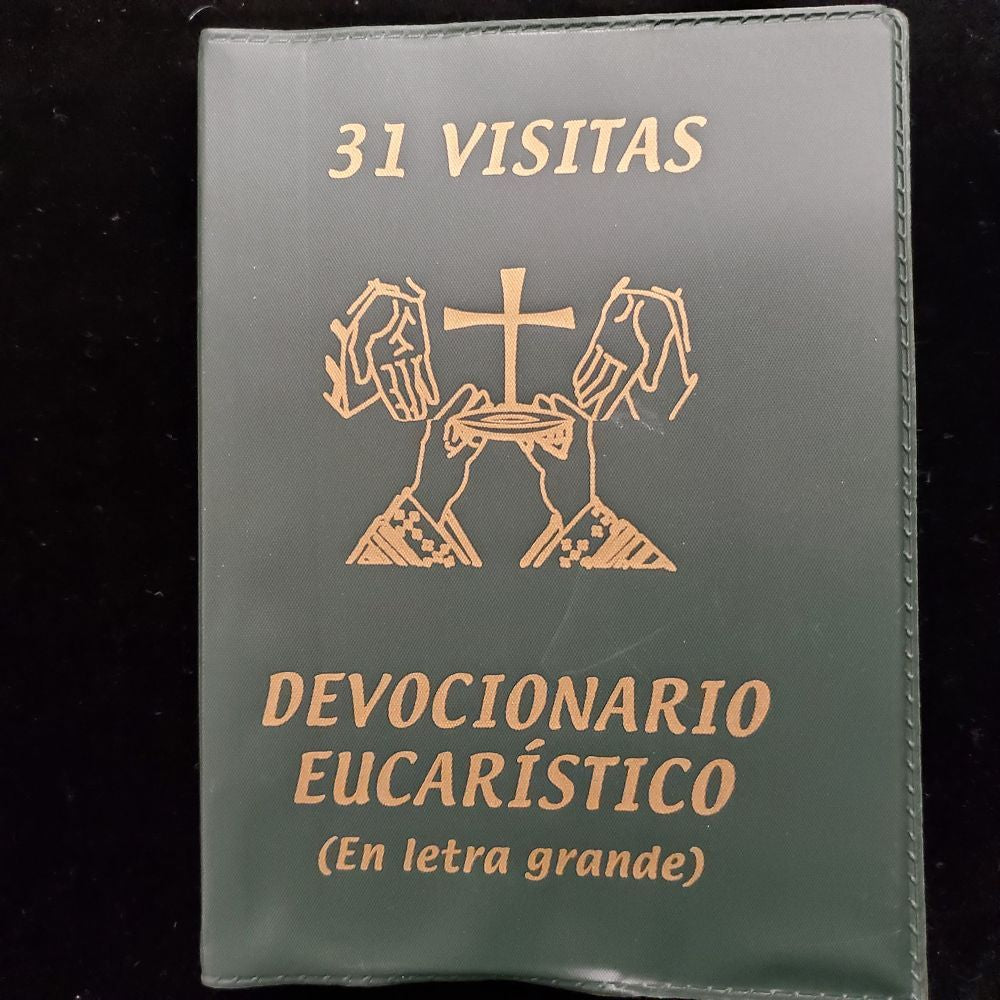 31 VISITAS
DEVOCIONARIO
EUCARÍSTICO
(En letra grande)